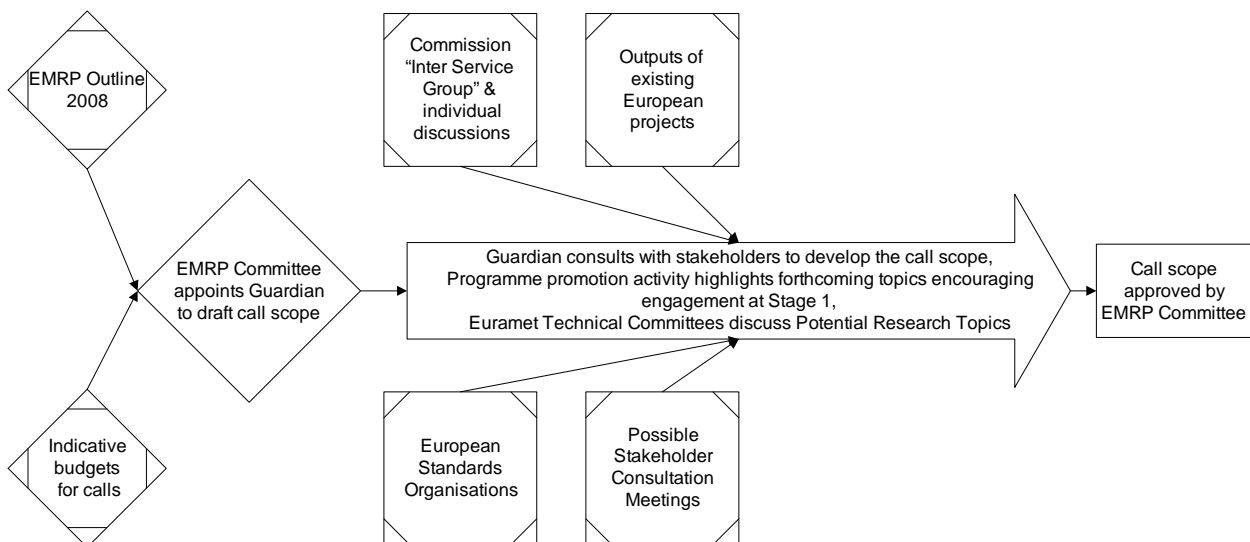 EMRP Outline
2008
Commission
“Inter Service
Group” &
individual
discussions
Outputs of
existing
European
projects
EMRP Committee
appoints Guardian
to draft call scope
Guardian consults with stakeholders to develop the call scope,
Programme promotion activity highlights forthcoming topics encouraging
engagement at Stage 1,
Euramet Technical Committees discuss Potential Research Topics
Call scope
approved by
EMRP Committee
Indicative
budgets
for calls
European
Standards
Organisations
Possible
Stakeholder
Consultation
Meetings